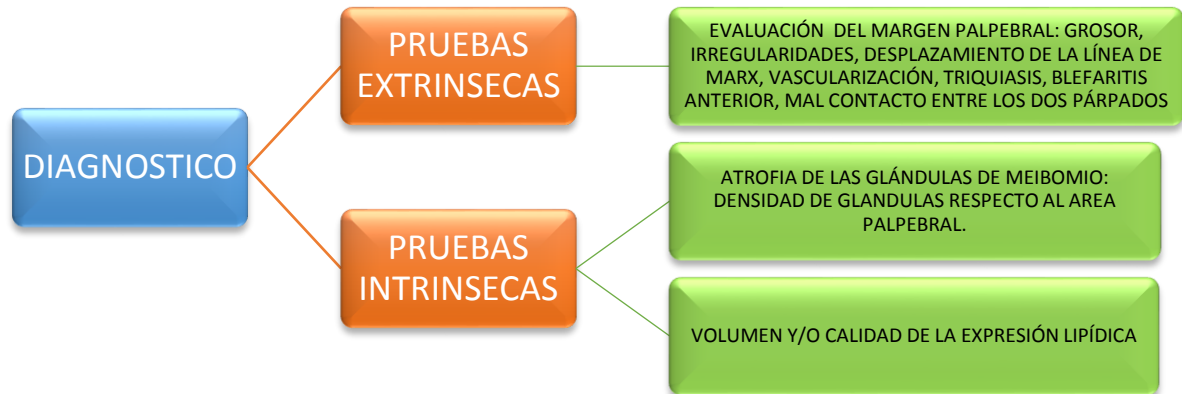 DIAGNOSTICO
PRUEBAS
EXTRINSECAS
EVALUACIÓN DEL MARGEN PALPEBRAL: GROSOR,
IRREGULARIDADES, DESPLAZAMIENTO DE LA LÍNEA DE
MARX, VASCULARIZACIÓN, TRIQUIASIS, BLEFARITIS
ANTERIOR, MAL CONTACTO ENTRE LOS DOS PÁRPADOS
PRUEBAS
INTRINSECAS
ATROFIA DE LAS GLÁNDULAS DE MEIBOMIO:
DENSIDAD DE GLANDULAS RESPECTO AL AREA
PALPEBRAL.
VOLUMEN Y/O CALIDAD DE LA EXPRESIÓN LIPÍDICA